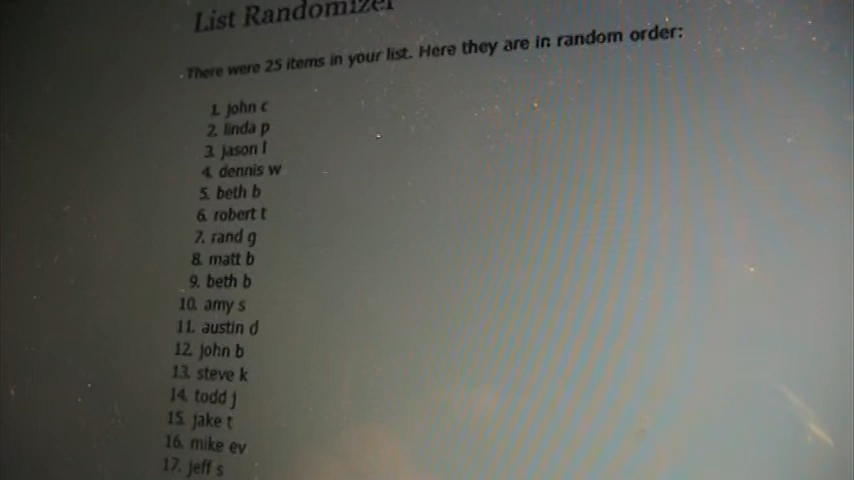 List Randomizer
There were 25 items in your list. Here they are in random order:
1. john c
2. linda p
3. jason l
4. dennis w
5. beth b
6. robert t
7. rand g
8. matt b
9. beth b
10. amy s
11. austin d
12. john b
13. steve k
14. todd j
15. jake t
16. mike ev
17. jeff s